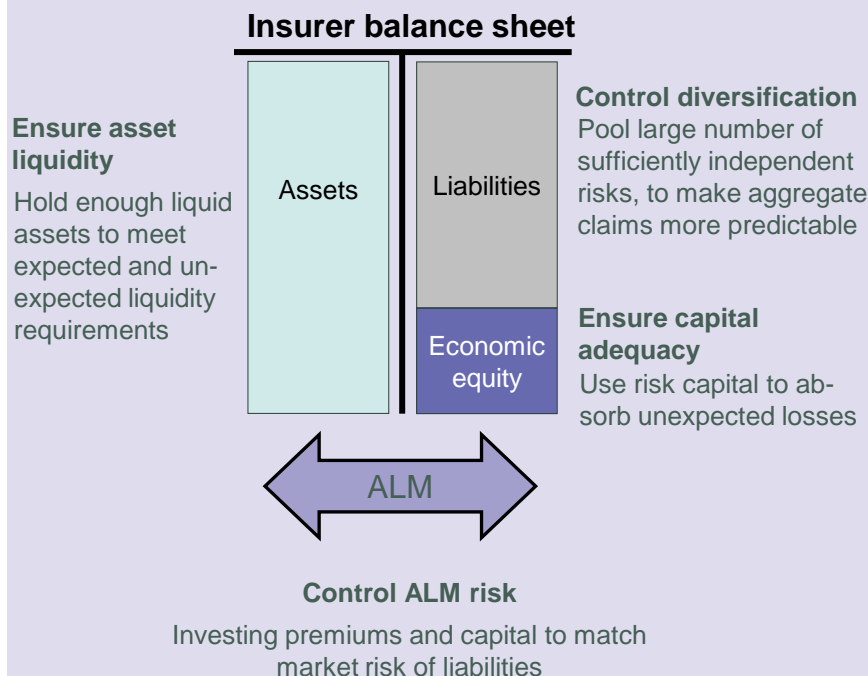 Insurer balance sheet
Ensure asset
liquidity
Hold enough liquid
assets to meet
expected and un-
expected liquidity
requirements
Assets
Liabilities
Economic
equity
Control diversification
Pool large number of
sufficiently independent
risks, to make aggregate
claims more predictable
Ensure capital
adequacy
Use risk capital to ab-
sorb unexpected losses
ALM
Control ALM risk
Investing premiums and capital to match
market risk of liabilities